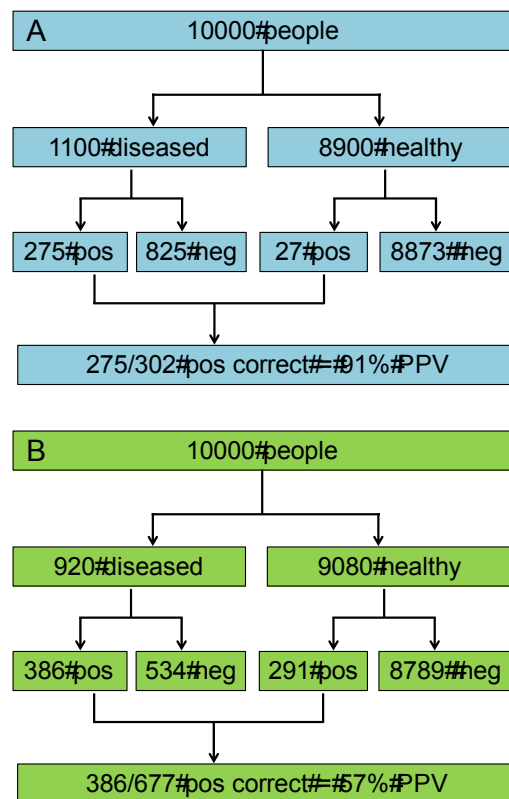 A
10000#people
1100#diseased
8900#healthy
275#pos
825#neg
27#pos
8873##neg
275/302#pos correct#=#91%#PPV
B
10000#people
920#diseased
9080#healthy
386#pos
534#neg
291#pos
8789##neg
386/677#pos correct#=#57%#PPV